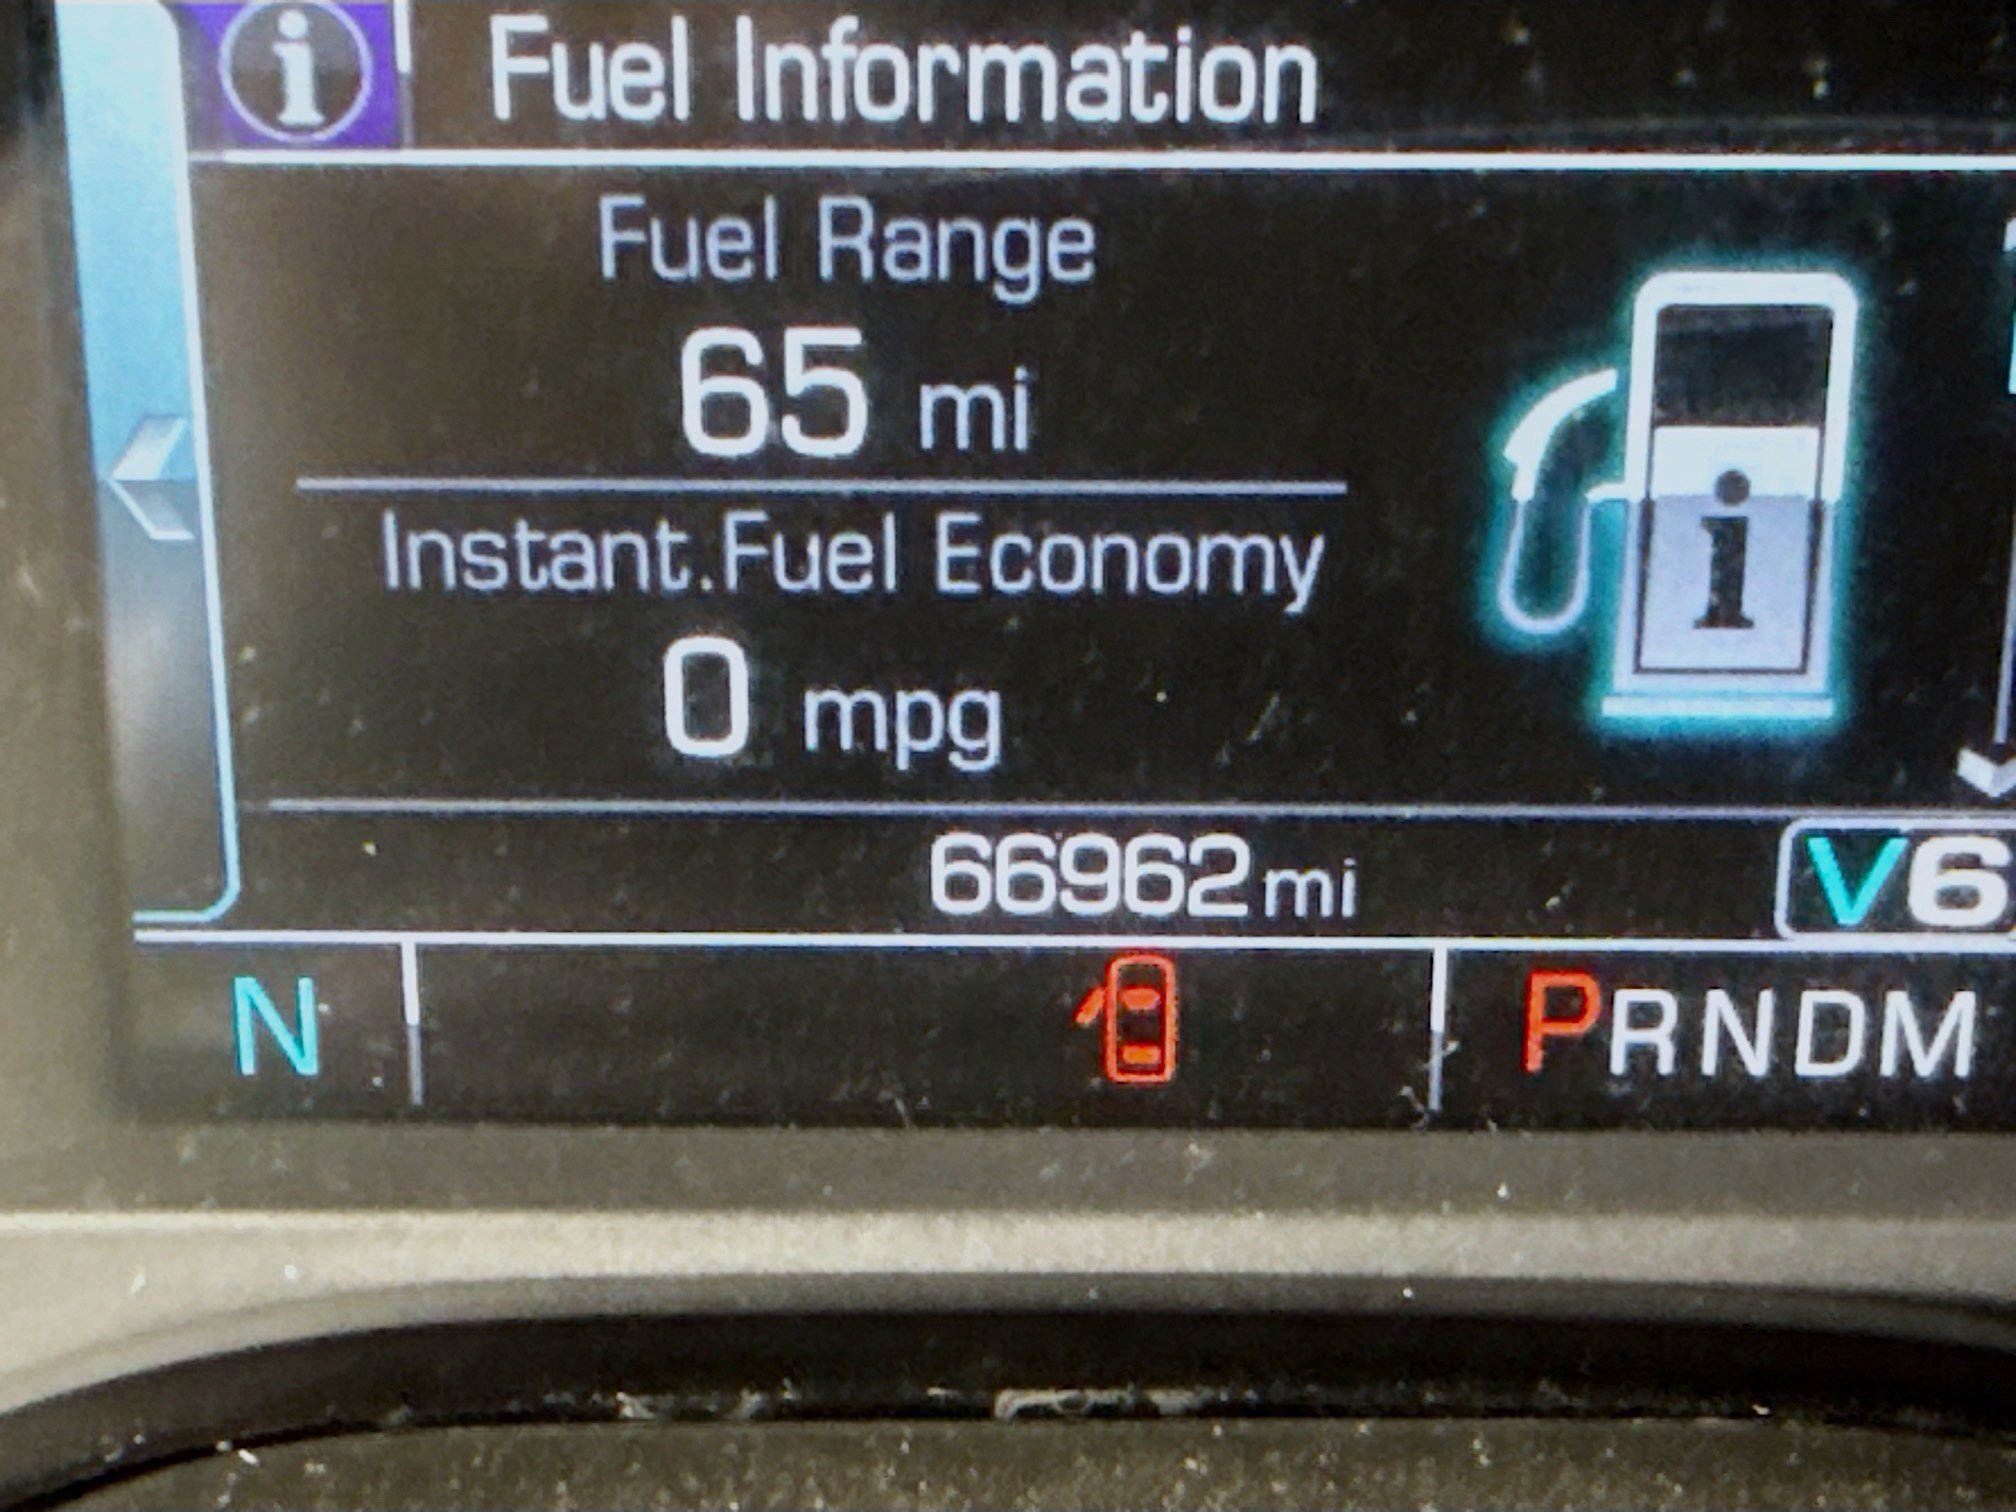 i Fuel Information
Fuel Range
65 mi
Instant.Fuel Economy
0 mpg
i
66962 mi
V6
N
PRNDM